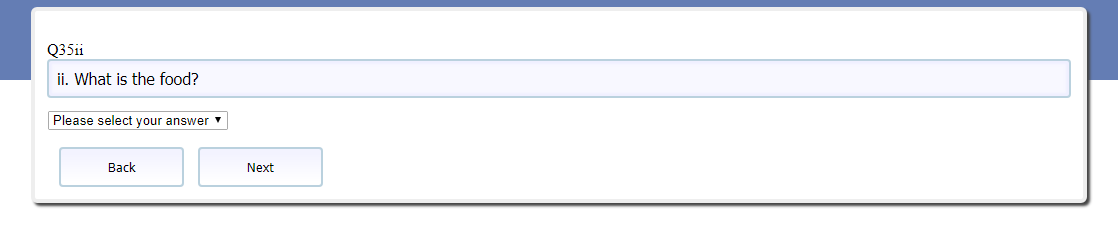 Q35ii
ii. What is the food?
Please select your answer
Back Next